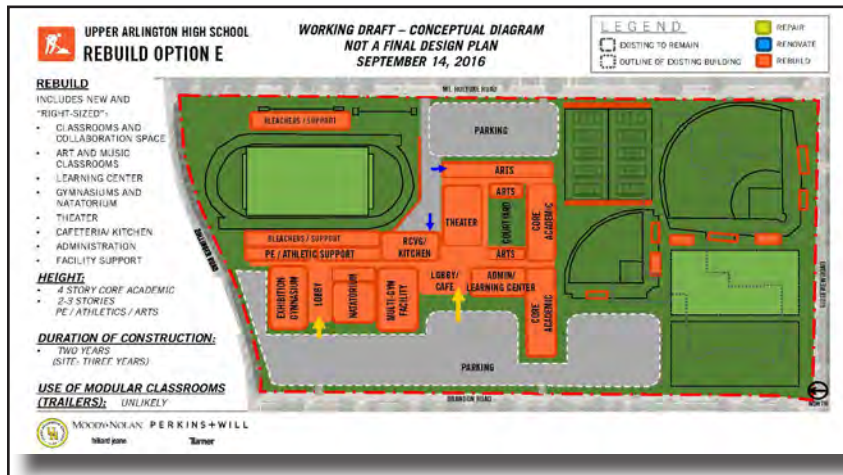 UPPER ARLINGTON HIGH SCHOOL
REBUILD OPTION E
WORKING DRAFT – CONCEPTUAL DIAGRAM
NOT A FINAL DESIGN PLAN
SEPTEMBER 14, 2016
LEGEND
EXISTING TO REMAIN
OUTLINE OF EXISTING BUILDING
REPAIR
RENOVATE
REBUILD
REBUILD
INCLUDES NEW AND
"RIGHT-SIZED":
• CLASSROOMS AND
COLLABORATION SPACE
• ART AND MUSIC
CLASSROOMS
• LEARNING CENTER
• GYMNASIUMS AND
NATATORIUM
• THEATER
• CAFETERIA/ KITCHEN
• ADMINISTRATION
• FACILITY SUPPORT
HEIGHT:
• 4 STORY CORE ACADEMIC
• 2-3 STORIES
PE / ATHLETICS / ARTS
DURATION OF CONSTRUCTION:
• TWO YEARS
(SITE- THREE YEARS)
USE OF MODULAR CLASSROOMS
(TRAILERS): UNLIKELY
MOODY•NOLAN PERKINS+WILL
Turner
MT. HOLYOKE ROAD
ZOLLINGER ROAD
BRANDON ROAD
NORTH
BLEACHERS / SUPPORT
PARKING
ARTS
ARTS
THEATER
COURTYARD
CORE
ACADEMIC
ARTS
BLEACHERS / SUPPORT
PE / ATHLETIC SUPPORT
RCVG/
KITCHEN
EXHIBITION
GYMNASIUM
LOBBY
NATATORIUM
MULTI-GYM
FACILITY
LOBBY/
CAFE
ADMIN/
LEARNING CENTER
CORE
ACADEMIC
PARKING